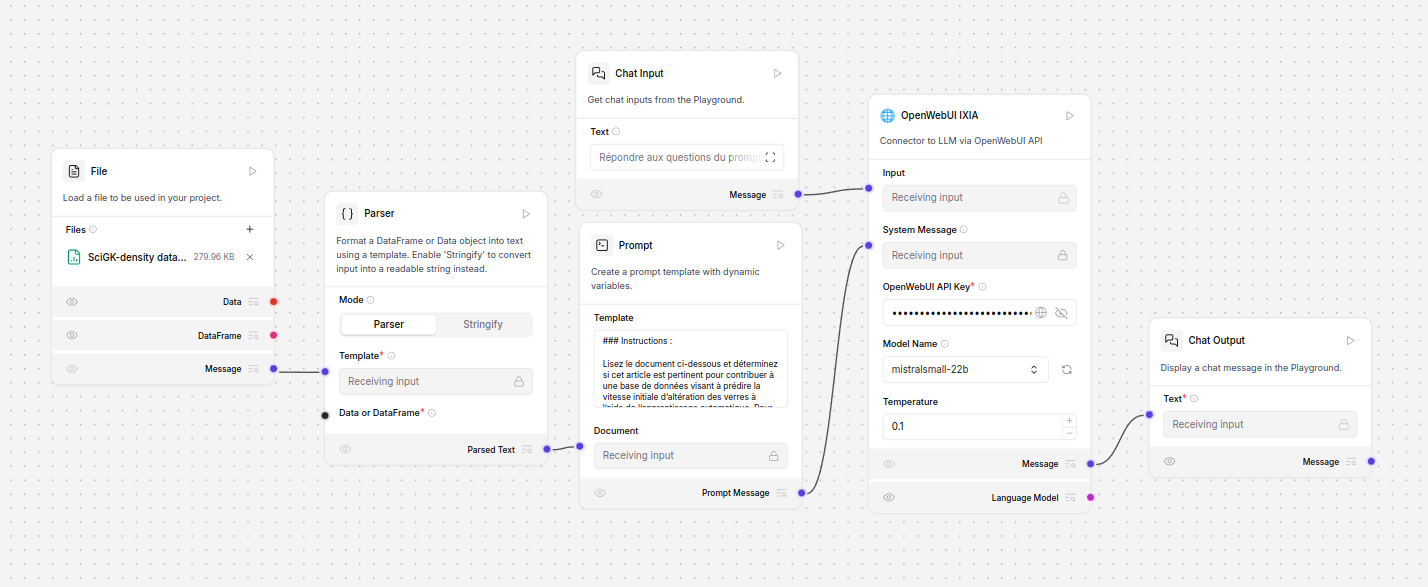 File
Load a file to be used in your project.
Files
SciGK-density data...
279.96 KB
Data
DataFrame
Message
Parser
Format a DataFrame or Data object into text
using a template. Enable 'Stringify' to convert
input into a readable string instead.
Mode
Parser
Stringify
Template*
Receiving input
Data or DataFrame*
Parsed Text
Chat Input
Get chat inputs from the Playground.
Text
Répondre aux questions du prompt
Message
Prompt
Create a prompt template with dynamic
variables.
Template
### Instructions :
Lisez le document ci-dessous et déterminez
si cet article est pertinent pour contribuer à
une base de données visant à prédire la
vitesse initiale d'altération des verres à
l'aide de l'apprentissage automatique. Pour
Document
Receiving input
Prompt Message
OpenWebUI IXIA
Connector to LLM via OpenWebUI API
Input
Receiving input
System Message
Receiving input
OpenWebUI API Key*
Model Name
mistralsmall-22b
Temperature
0.1
Message
Language Model
Chat Output
Display a chat message in the Playground.
Text*
Receiving input
Message